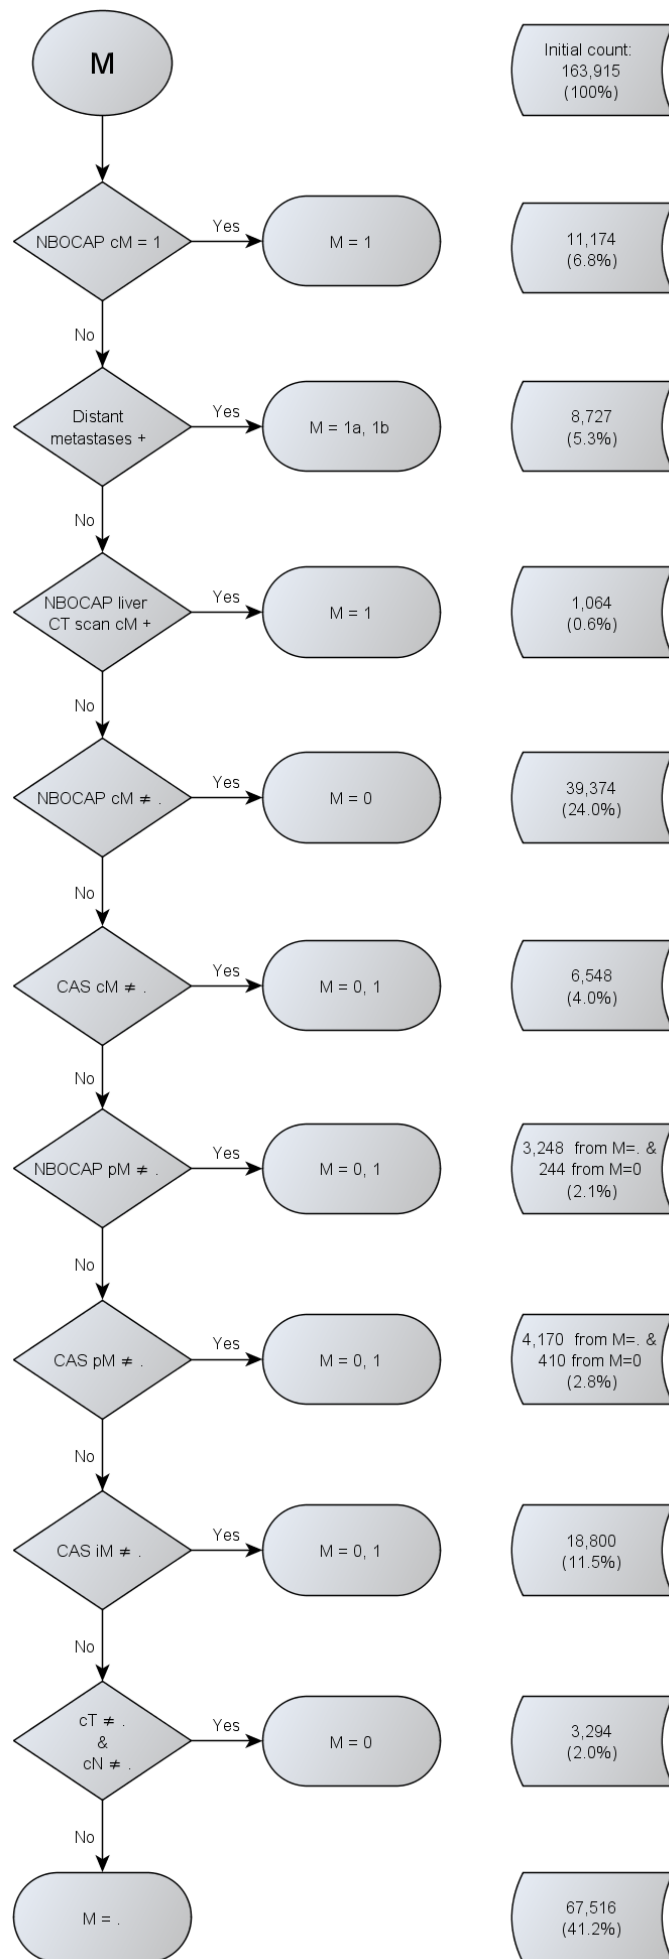 M
Initial count:
163,915
(100%)
NBOCAP cM = 1
Yes
M = 1
11,174
(6.8%)
No
Distant
metastases +
Yes
M = 1a, 1b
8,727
(5.3%)
No
NBOCAP liver
CT scan cM +
Yes
M = 1
1,064
(0.6%)
No
NBOCAP cM ≠ .
Yes
M = 0
39,374
(24.0%)
No
CAS cM ≠ .
Yes
M = 0, 1
6,548
(4.0%)
No
NBOCAP pM ≠ .
Yes
M = 0, 1
3,248 from M=. &
244 from M=0
(2.1%)
No
CAS pM ≠ .
Yes
M = 0, 1
4,170 from M=. &
410 from M=0
(2.8%)
No
CAS iM ≠ .
Yes
M = 0, 1
18,800
(11.5%)
No
cT ≠ .
&
cN ≠ .
Yes
M = 0
3,294
(2.0%)
No
M = .
67,516
(41.2%)